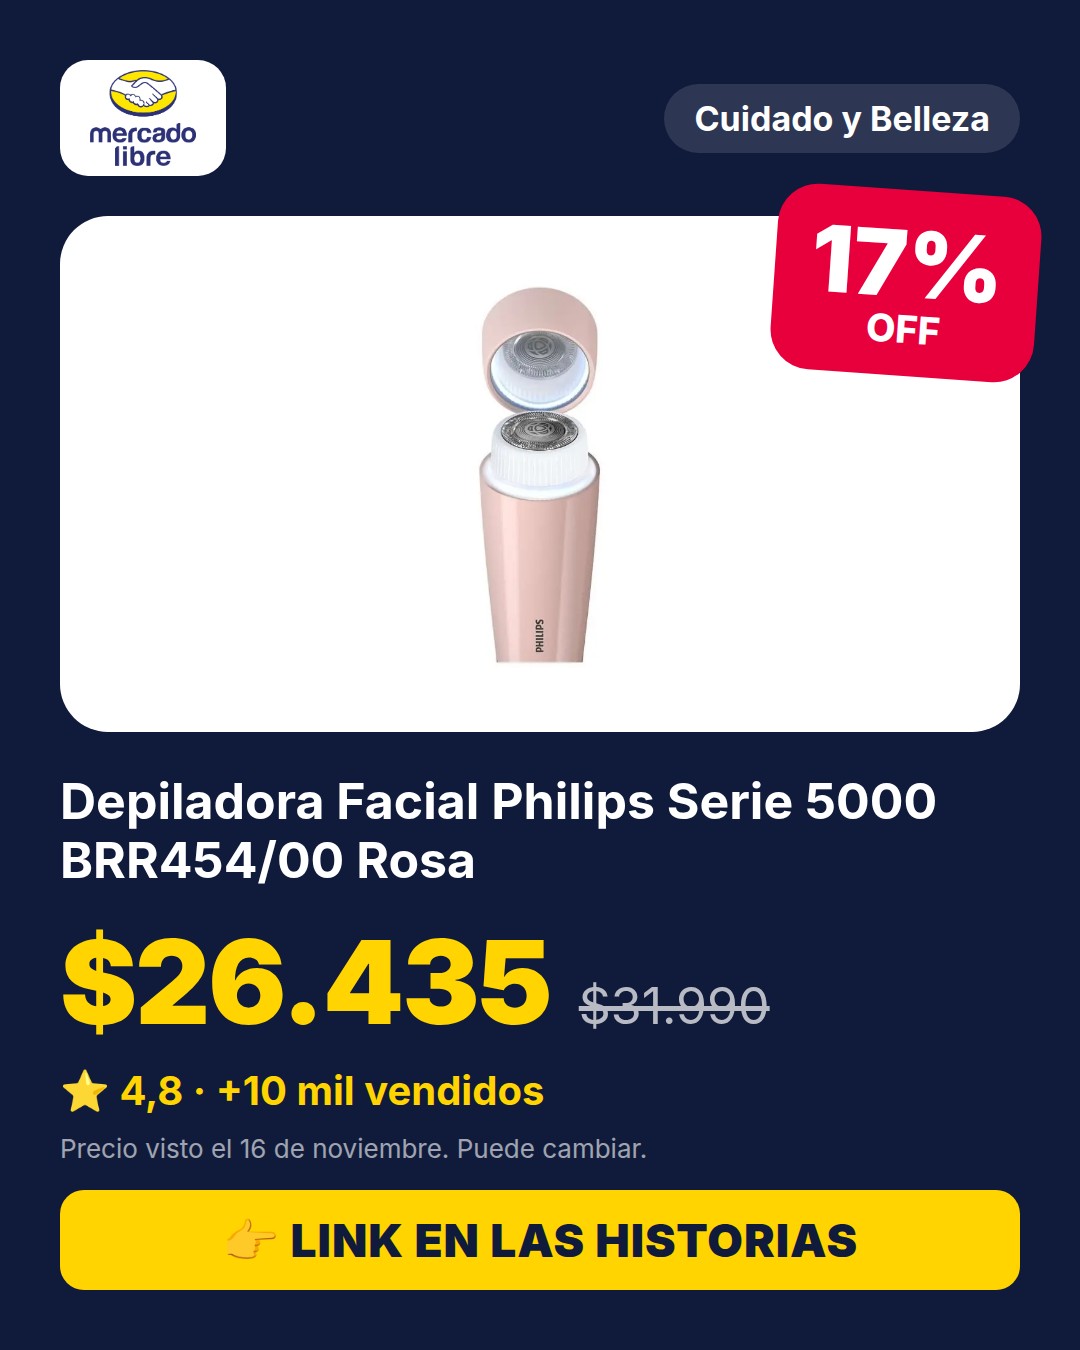 mercado
libre
Cuidado y Belleza
17%
OFF
PHILIPS
Depiladora Facial Philips Serie 5000
BRR454/00 Rosa
$26.435 $31.990
⭐ 4,8 · +10 mil vendidos
Precio visto el 16 de noviembre. Puede cambiar.
👉 LINK EN LAS HISTORIAS